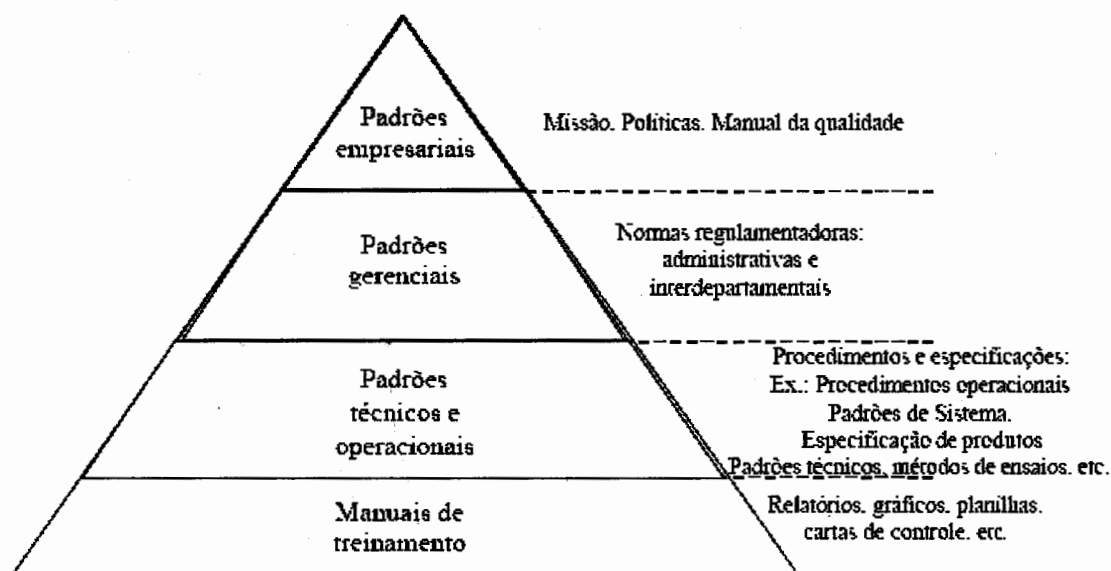 Padrões
empresariais
Missão. Políticas. Manual da qualidade
Padrões
gerenciais
Normas regulamentadoras:
administrativas e
interdepartamentais
Padrões
técnicos e
operacionais
Procedimentos e especificações:
Ex.: Procedimentos operacionais
Padrões de Sistema.
Especificação de produtos
Padrões técnicos, métodos de ensaios. etc.
Manuais de
treinamento
Relatórios. gráficos. planilhas.
cartas de controle. etc.